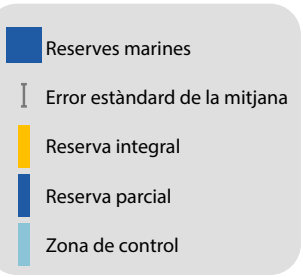 Reserves marines
Error estàndard de la mitjana
Reserva integral
Reserva parcial
Zona de control